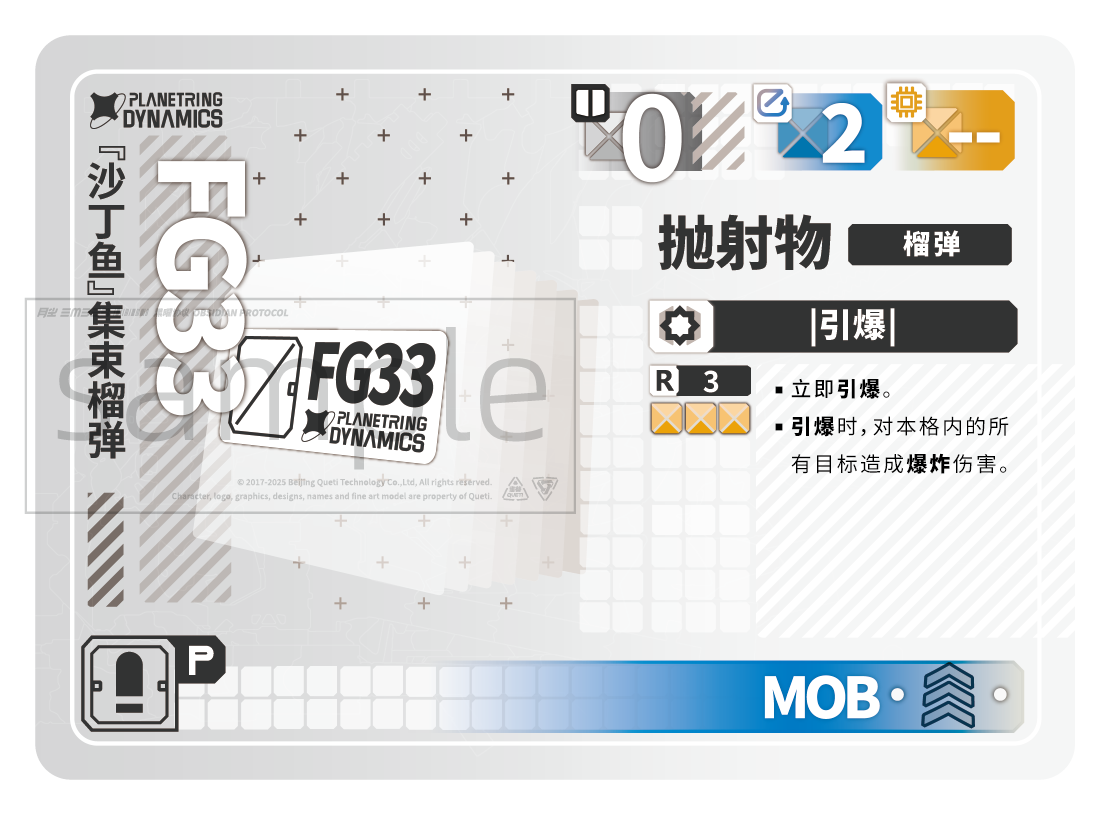 PLANETRING
DYNAMICS
『沙丁鱼』集束榴弹
FG33
0
2
--
抛射物
榴弹
|引爆|
R 3
▪ 立即引爆。
▪ 引爆时，对本格内的所
有目标造成爆炸伤害。
OBSIDIAN PROTOCOL
sample
FG33
PLANETRING
DYNAMICS
© 2017-2025 Beijing Queti Technology Co.,Ltd, All rights reserved.
Character, logo, graphics, designs, names and fine art model are property of Queti.
QUETI
P
MOB